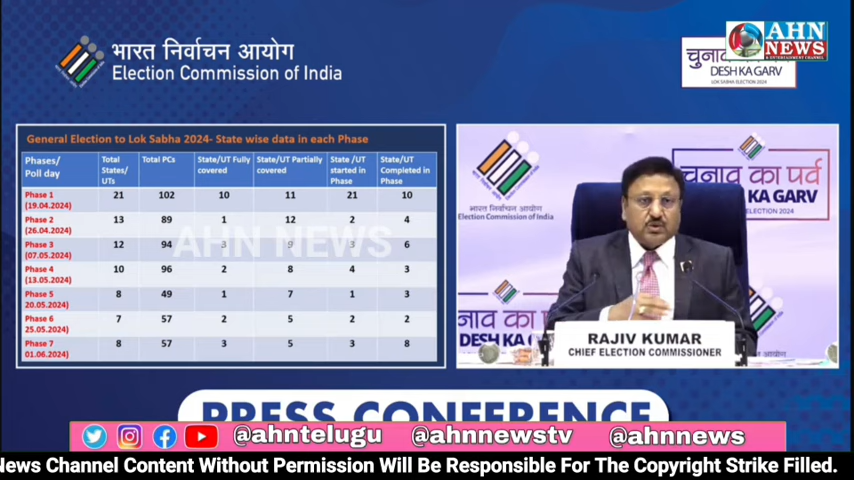 भारत निर्वाचन आयोग
Election Commission of India
AHN
NEWS
& ENTERTAINMENT CHANNEL
चुनाव
DESH KA GARV
LOK SABHA ELECTION 2024
General Election to Lok Sabha 2024- State wise data in each Phase
Phases/ Poll day Total States/ UTs Total PCs State/UT Fully covered State/UT Partially covered State /UT started in Phase State/UT Completed in Phase
Phase 1 (19.04.2024) 21 102 10 11 21 10
Phase 2 (26.04.2024) 13 89 1 12 2 4
Phase 3 (07.05.2024) 12 94 3 9 3 6
Phase 4 (13.05.2024) 10 96 2 8 4 3
Phase 5 20.05.2024) 8 49 1 7 1 3
Phase 6 25.05.2024) 7 57 2 5 2 2
Phase 7 01.06.2024) 8 57 3 5 3 8
AHN NEWS
भारत निर्वाचन आयोग
Election Commission of India
चुनाव का पर्व
KA GARV
ELECTION 2024
नाव का
DESH KA
RAJIV KUMAR
CHIEF ELECTION COMMISSIONER
आयोग
PRESS CONFERENCE
@ahntelugu @ahnnewstv @ahnnews
News Channel Content Without Permission Will Be Responsible For The Copyright Strike Filled.